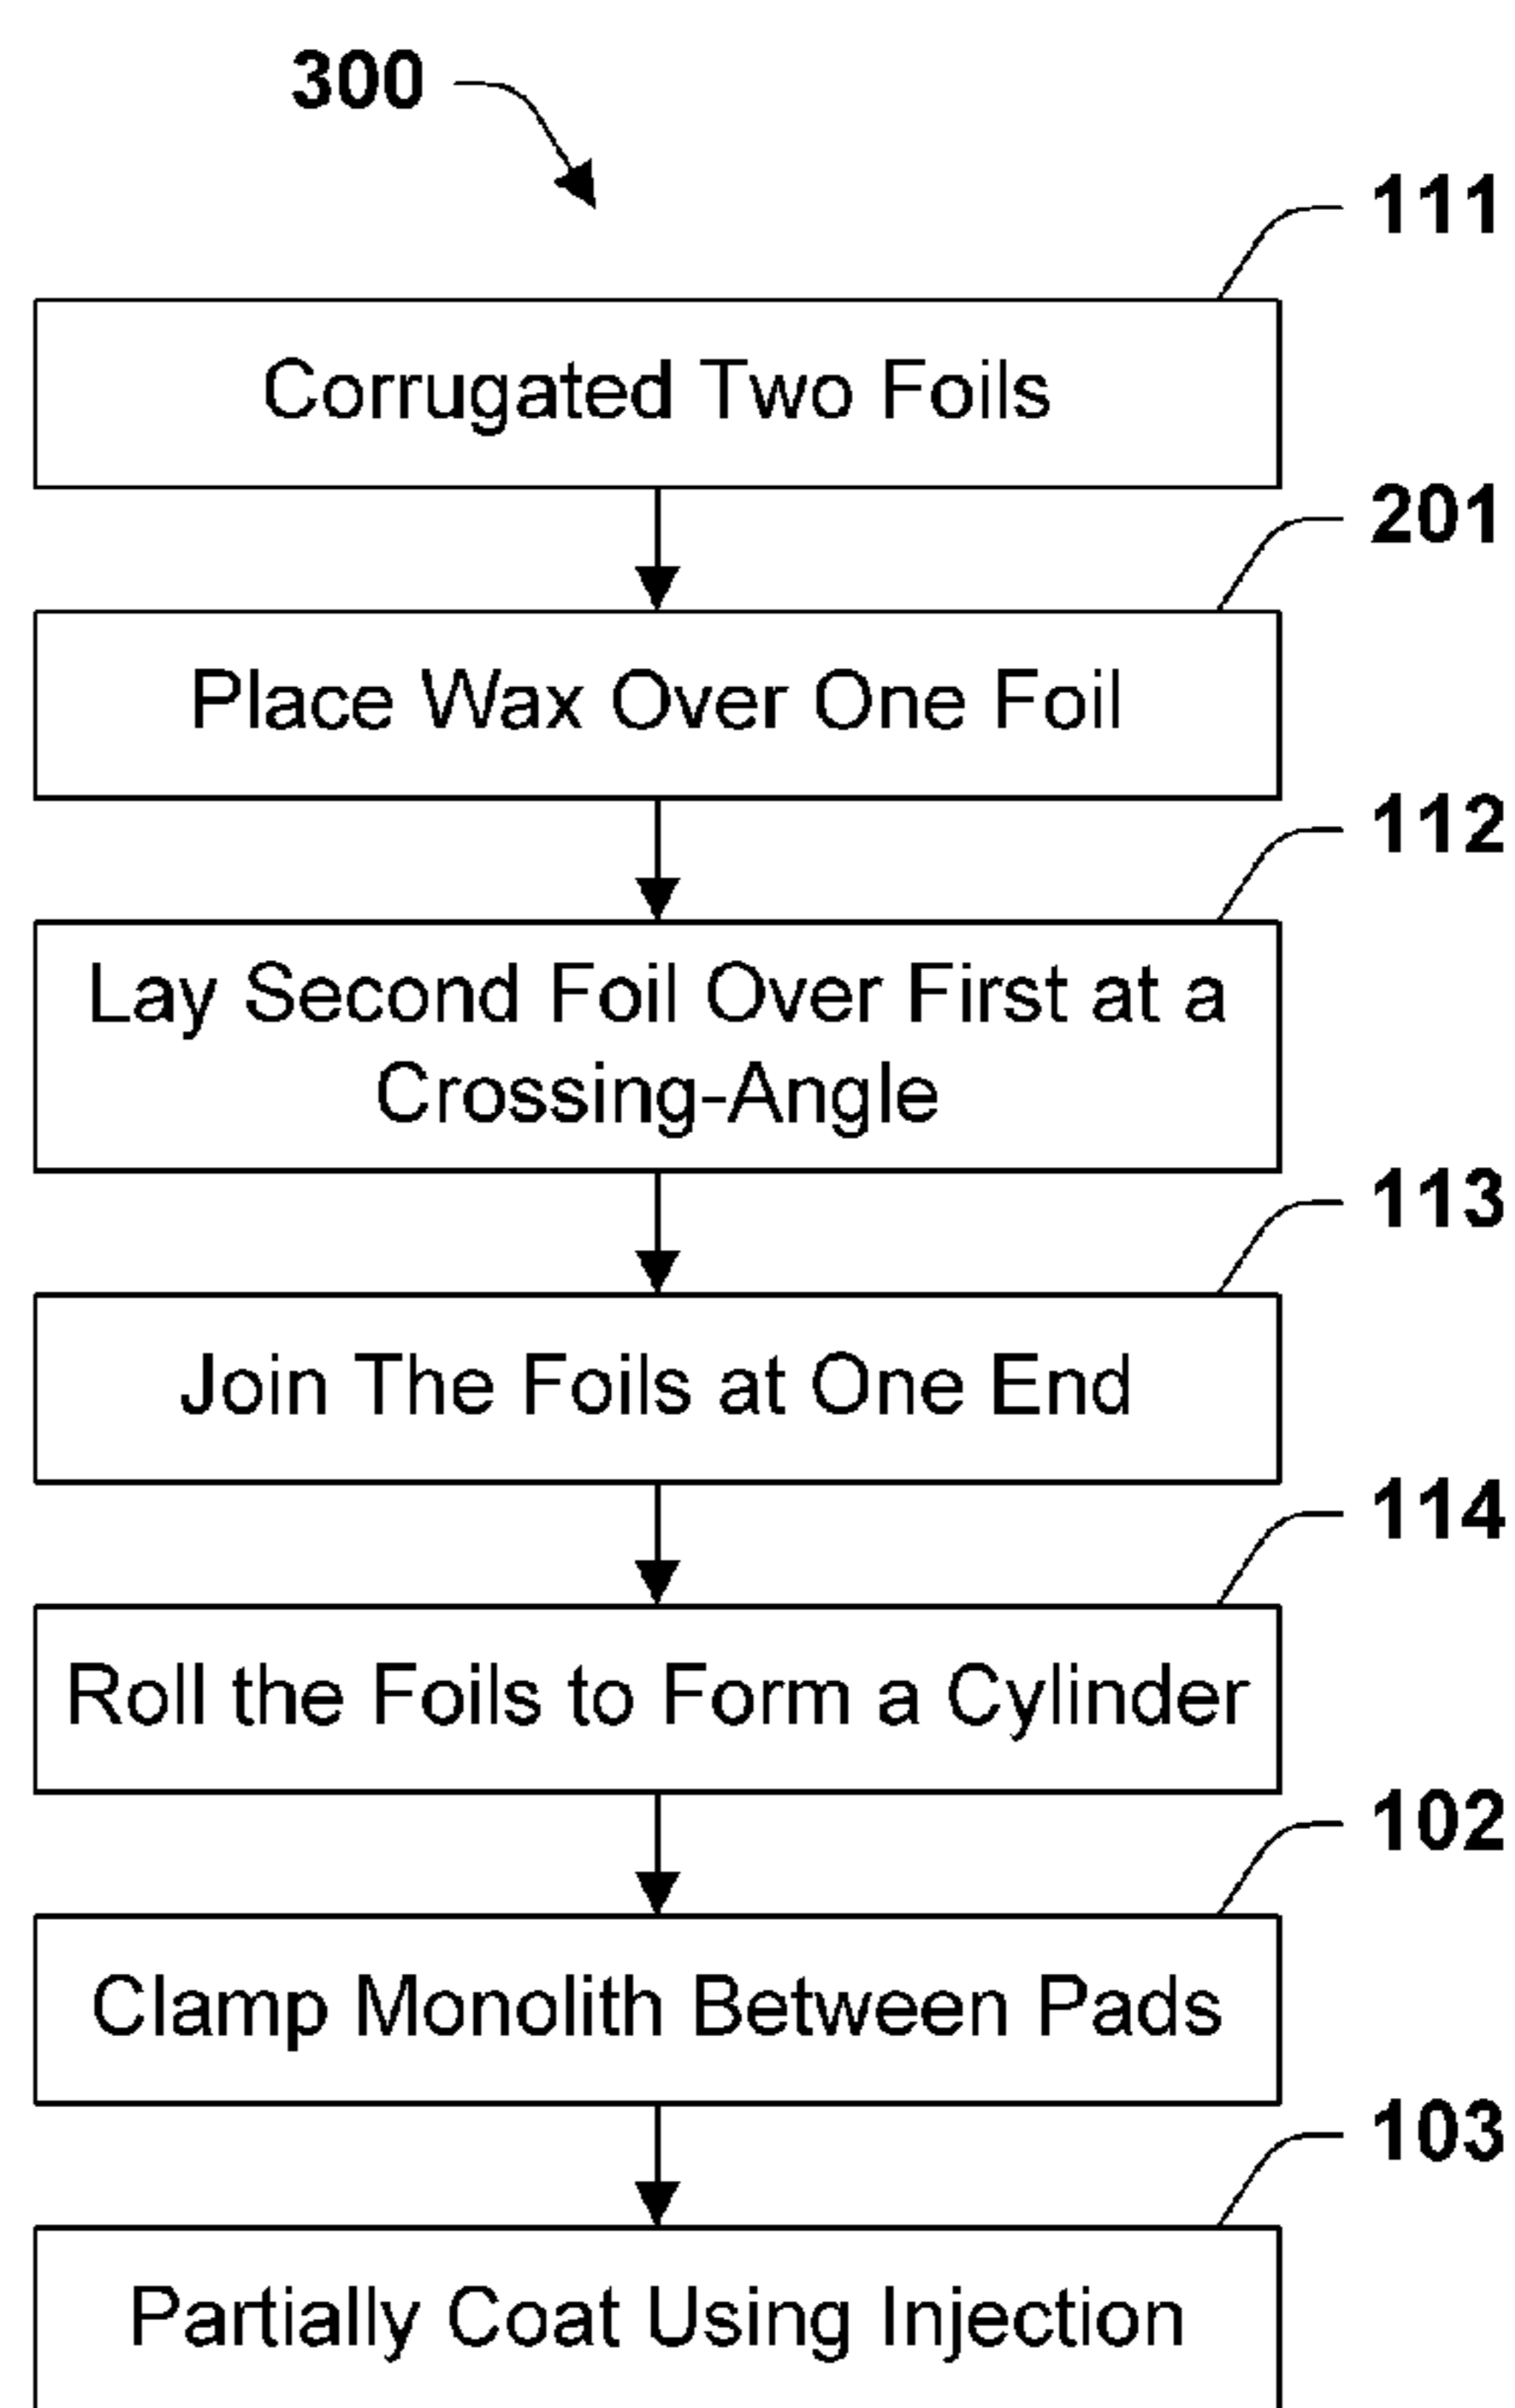 300
111
Corrugated Two Foils
201
Place Wax Over One Foil
112
Lay Second Foil Over First at a
Crossing-Angle
113
Join The Foils at One End
114
Roll the Foils to Form a Cylinder
102
Clamp Monolith Between Pads
103
Partially Coat Using Injection